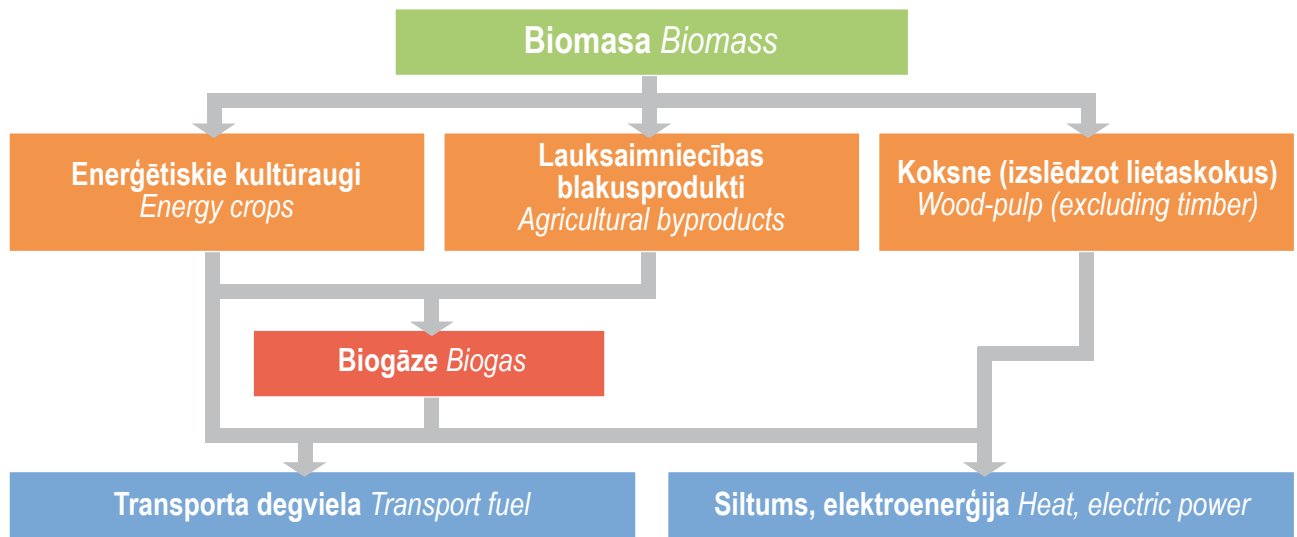 Biomasa Biomass
Enerģētiskie kultūraugi
Energy crops
Lauksaimniecības
blakusprodukti
Agricultural byproducts
Koksne (izslēdzot lietaskokus)
Wood-pulp (excluding timber)
Biogāze Biogas
Transporta degviela Transport fuel
Siltums, elektroenerģija Heat, electric power